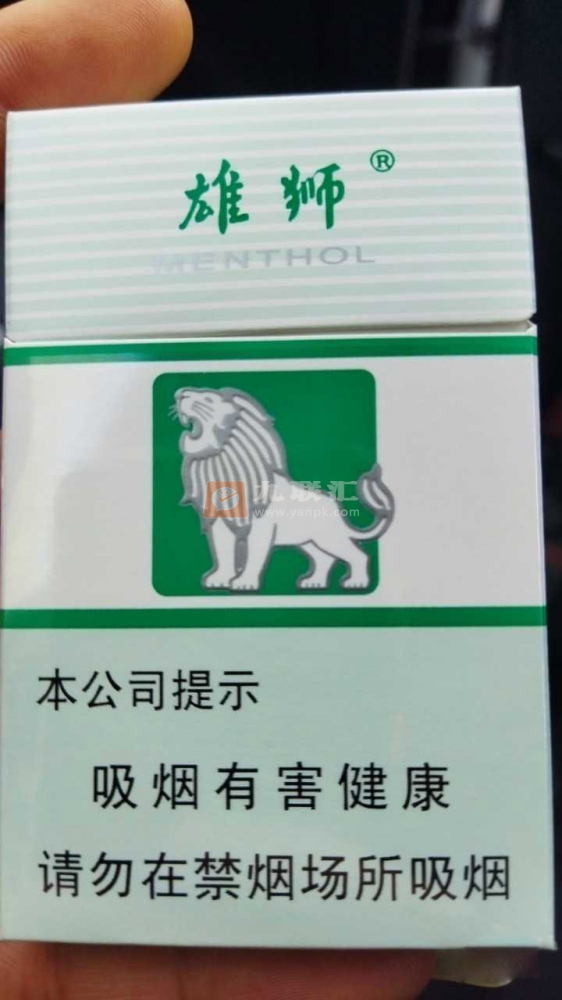 雄狮®
MENTHOL
九联汇
www.yanpk.com
本公司提示
吸烟有害健康
请勿在禁烟场所吸烟